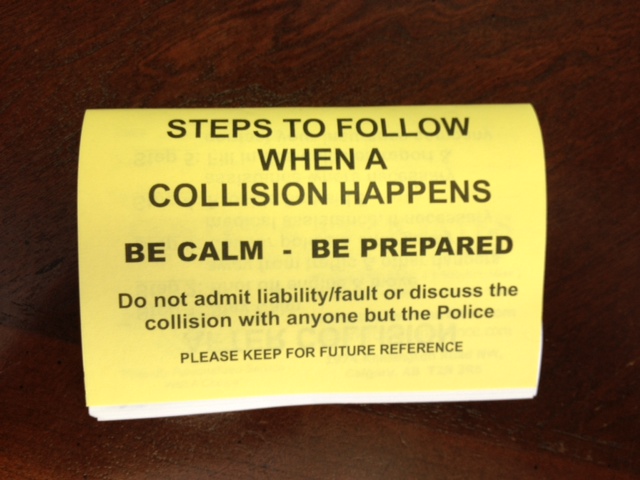 STEPS TO FOLLOW
WHEN A
COLLISION HAPPENS
BE CALM - BE PREPARED
Do not admit liability/fault or discuss the
collision with anyone but the Police
PLEASE KEEP FOR FUTURE REFERENCE